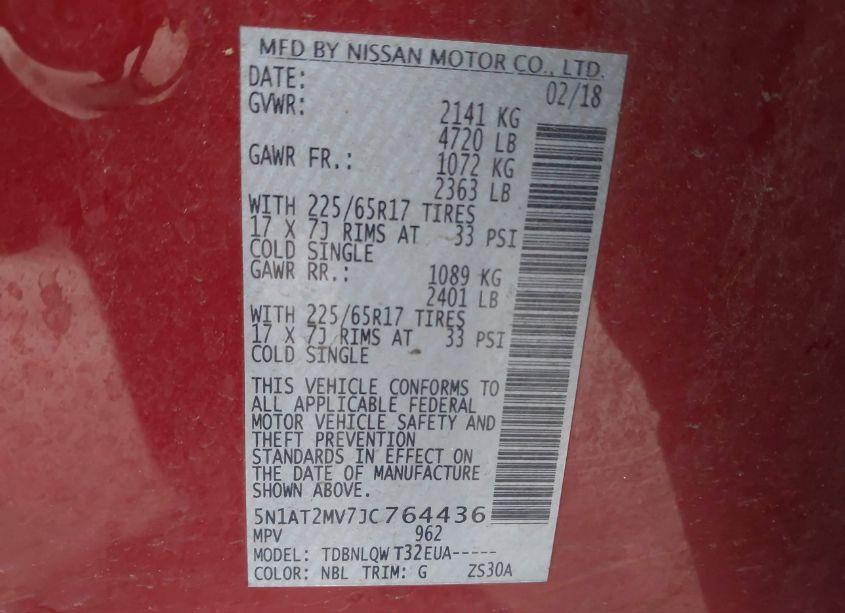 MFD BY NISSAN MOTOR CO., LTD.
DATE: 02/18
GVWR: 2141 KG
4720 LB
GAWR FR.: 1072 KG
2363 LB
WITH 225/65R17 TIRES
17 X 7J RIMS AT 33 PSI
COLD SINGLE
GAWR RR.: 1089 KG
2401 LB
WITH 225/65R17 TIRES
17 X 7J RIMS AT 33 PSI
COLD SINGLE
THIS VEHICLE CONFORMS TO
ALL APPLICABLE FEDERAL
MOTOR VEHICLE SAFETY AND
THEFT PREVENTION
STANDARDS IN EFFECT ON
THE DATE OF MANUFACTURE
SHOWN ABOVE.
5N1AT2MV7JC764436
MPV 962
MODEL: TDBNLQW T32EUA-----
COLOR: NBL TRIM: G ZS30A